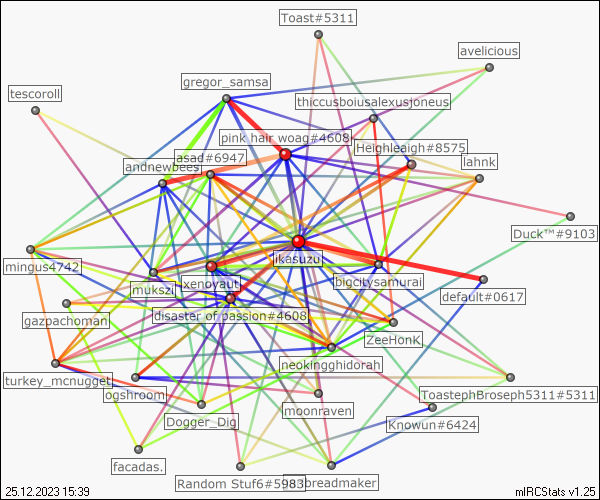 Toast#5311
avelicious
gregor_samsa
tescoroll
thiccusboiusalexusjoneus
pink hair woag#4608
Heighleaigh#8575
asad#6947
andnewbees
lahnk
Duck™#9103
ikasuzu
mingus4742
mukszi
xenoyaut
bigcitysamurai
default#0617
gazpachoman
disaster of passion#4608
ZeeHonK
neokingghidorah
turkey_mcnugget
ogshroom
moonraven
ToastephBroseph5311#5311
Dogger_Dig
Knowun#6424
facadas.
Random Stuf6#5983
breadmaker
25.12.2023 15:39
mIRCStats v1.25